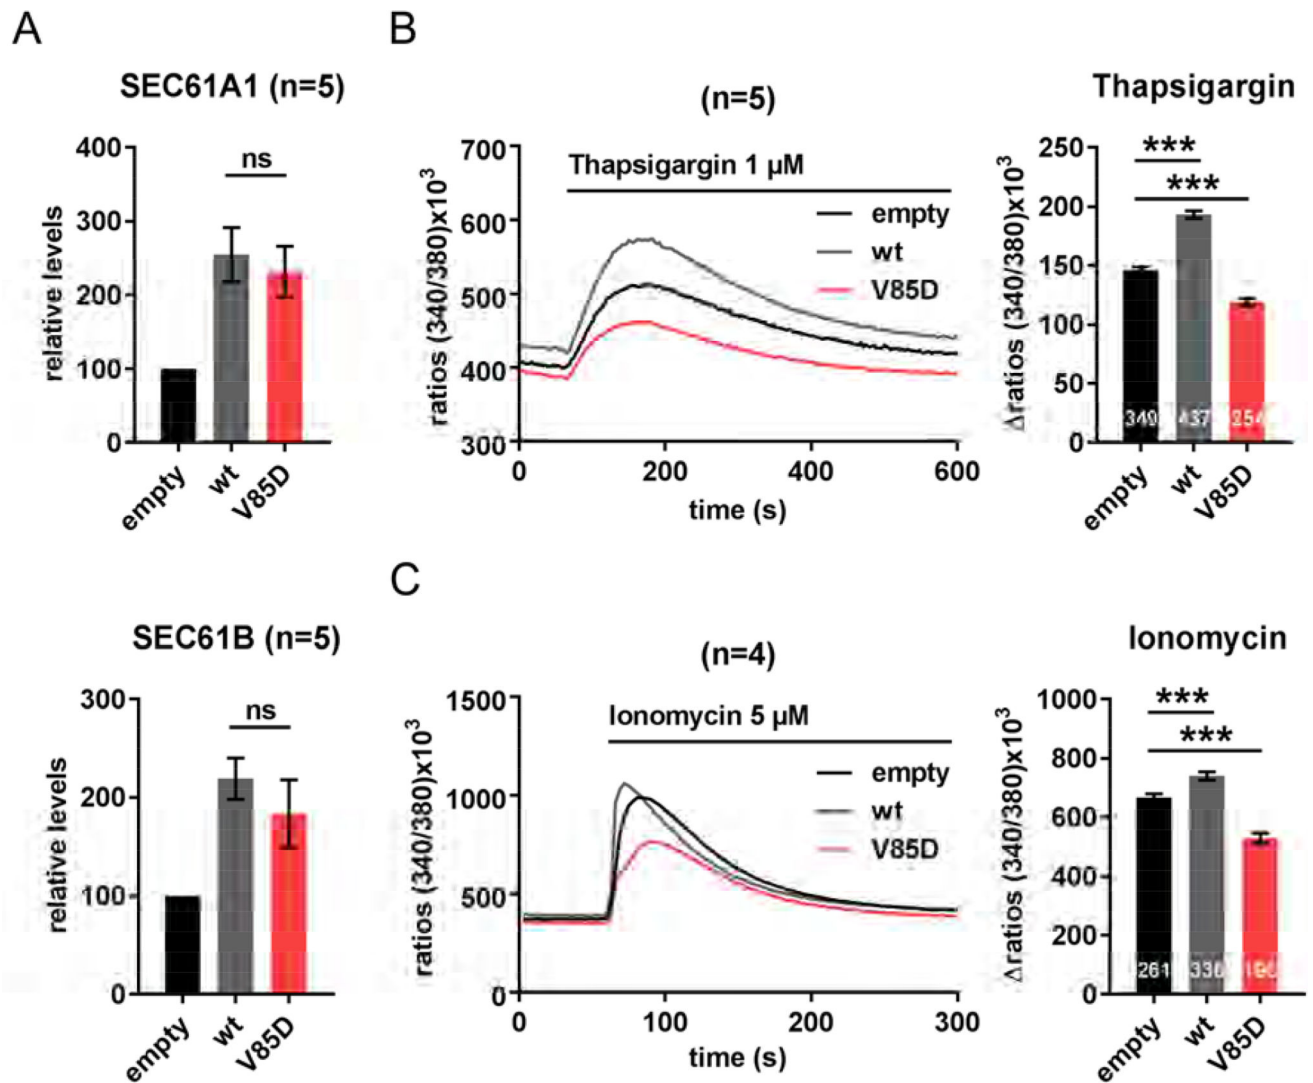 A
SEC61A1 (n=5)
400
300
200
100
0
relative levels
ns
empty
wt
V85D
B
(n=5)
700
600
500
400
300
ratios (340/380)x10³
Thapsigargin 1 µM
empty
wt
V85D
0
200
400
600
time (s)
Thapsigargin
250
200
150
100
50
0
Δratios (340/380)x10³
***
***
349
437
254
empty
wt
V85D
SEC61B (n=5)
300
200
100
0
relative levels
ns
empty
wt
V85D
C
(n=4)
1500
1000
500
0
ratios (340/380)x10³
Ionomycin 5 µM
empty
wt
V85D
0
100
200
300
time (s)
Ionomycin
1000
800
600
400
200
0
Δratios (340/380)x10³
***
***
261
empty
wt
V85D